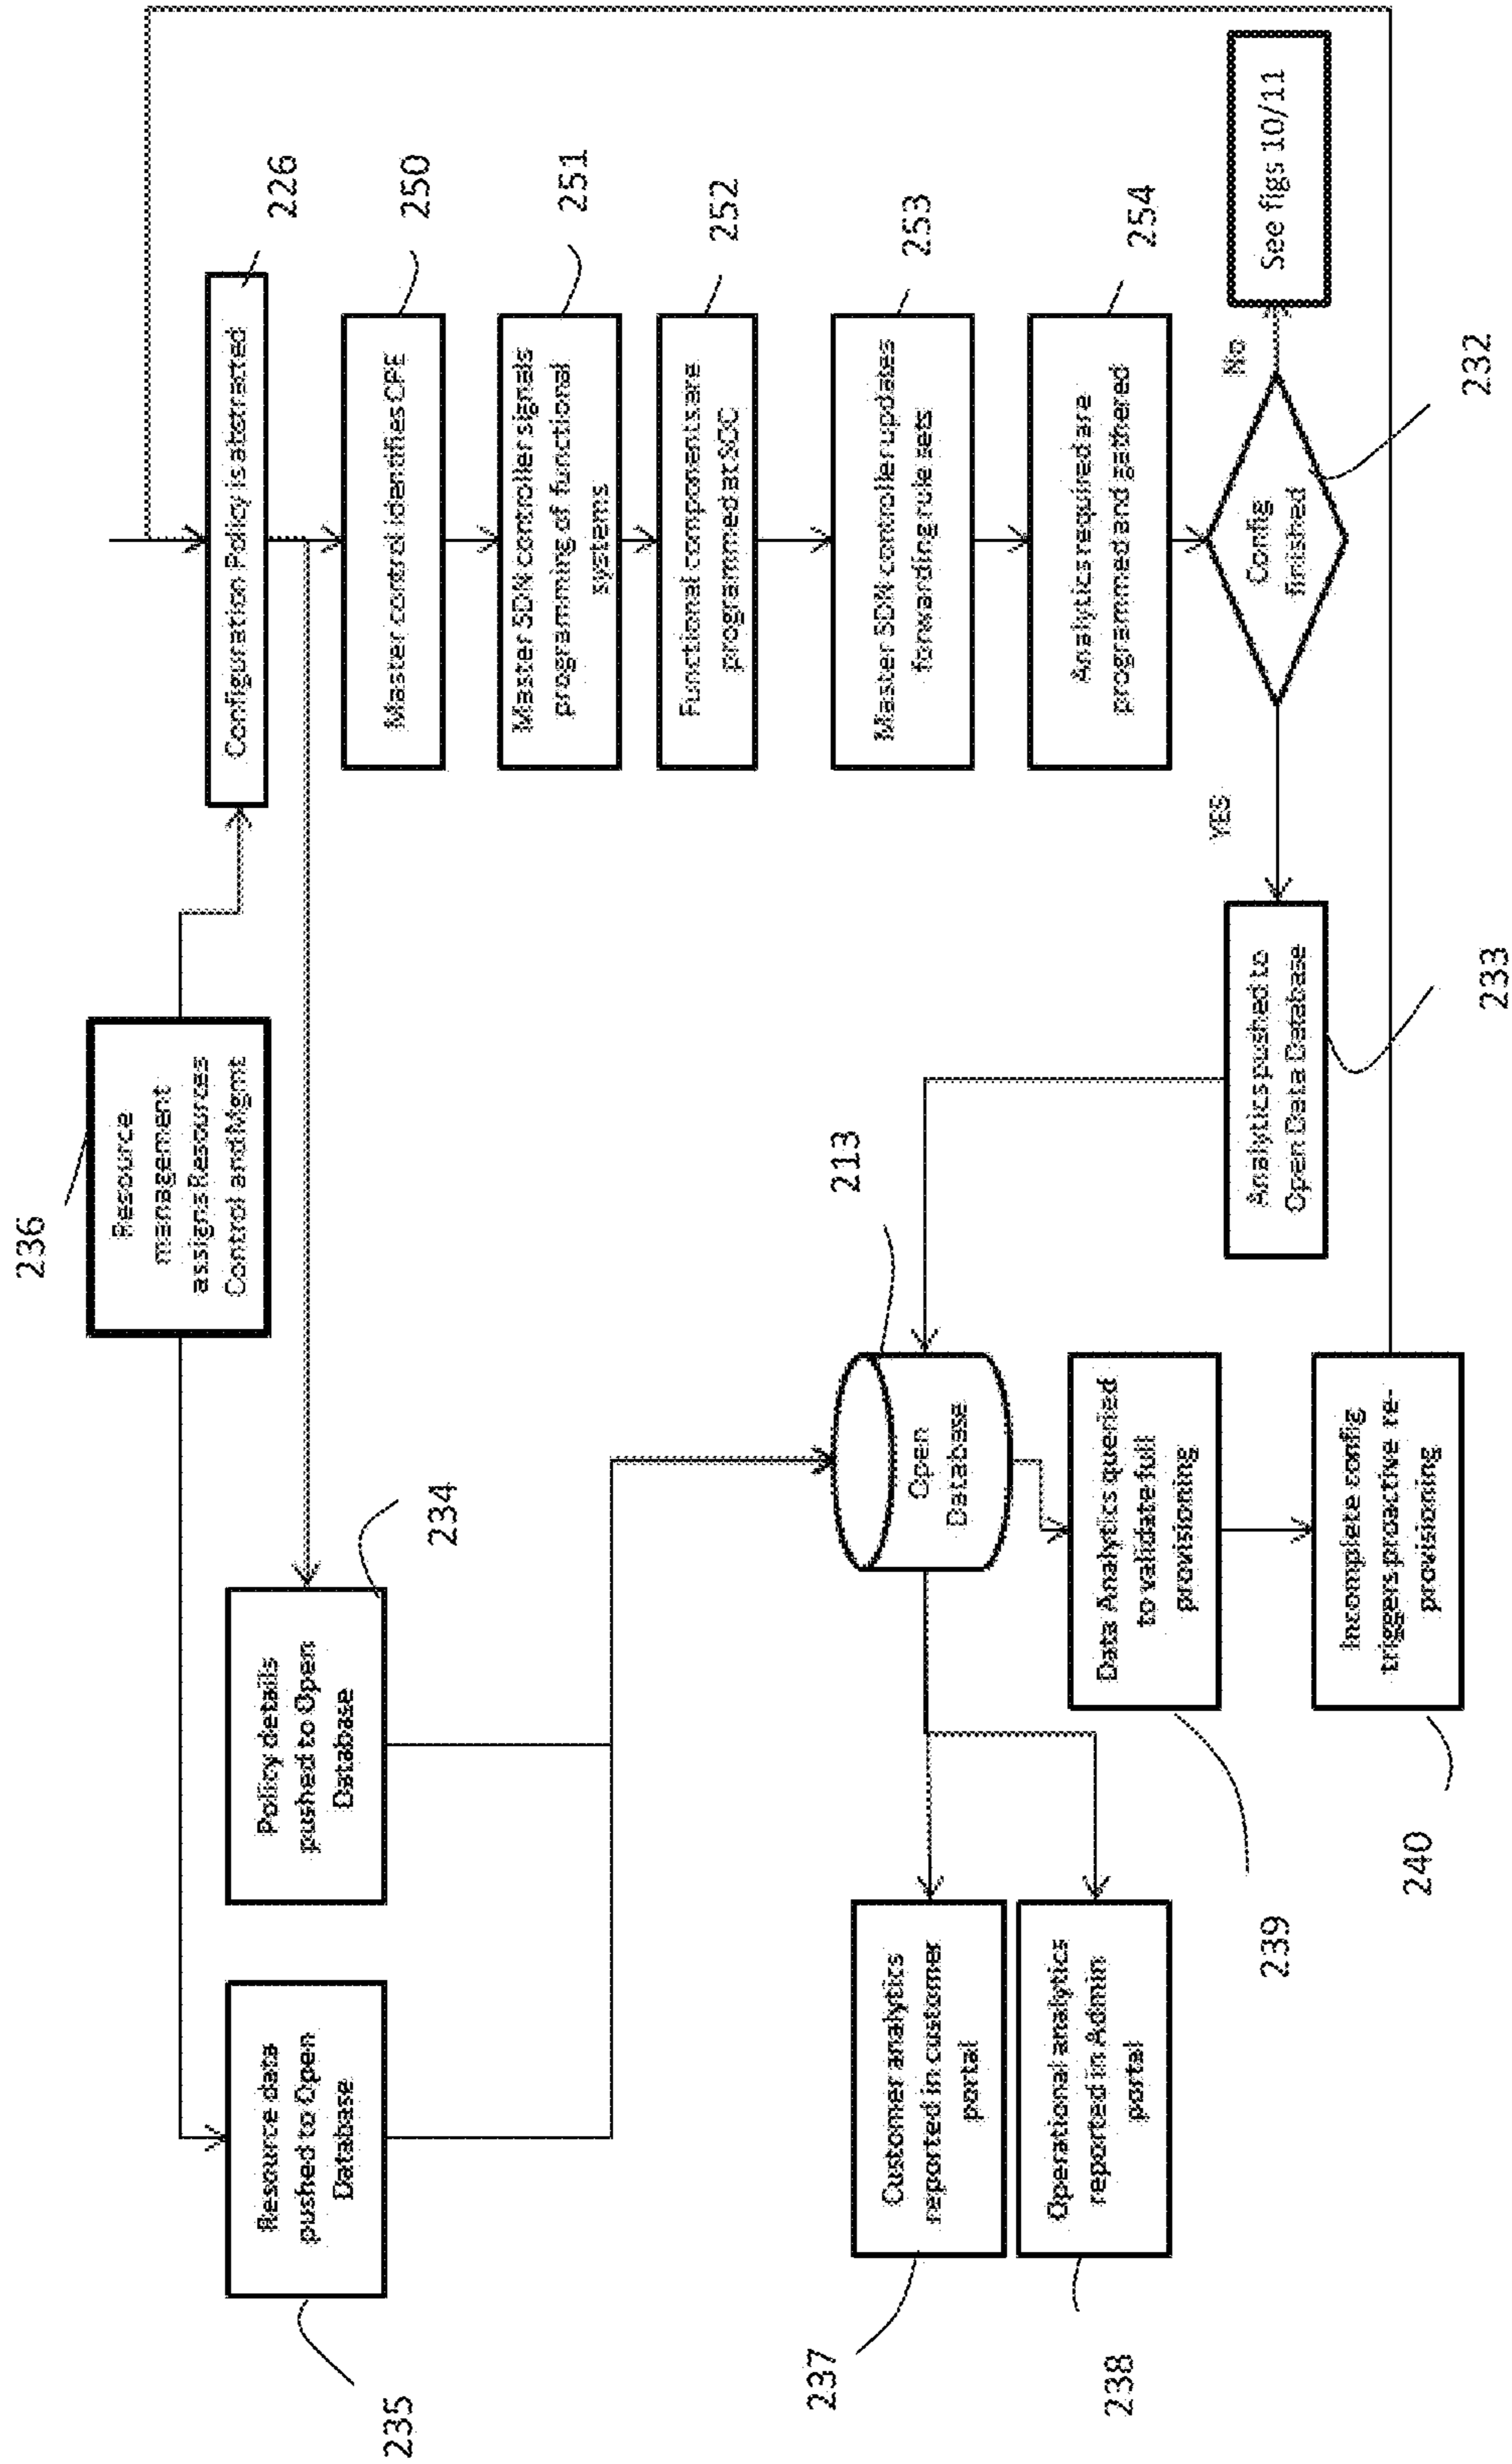 236
Resource
management
assigns Resources
Control and Mgmt
Configuration Policy is abstracted
226
235
Resource data
pushed to Open
Database
Policy details
pushed to Open
Database
234
Master control identifies CPE
250
Master SDN controller signals
programming of functional
systems
251
Functional components are
programmed at SDC
252
237
Customer analytics
reported in customer
portal
Open
Database
213
Master SDN controller updates
forwarding rule sets
253
238
Operational analytics
reported in Admin
portal
Data Analytics queried
to validate full
provisioning
239
Analytics required are
programmed and gathered
254
Analytics pushed to
Open Data Database
233
YES
Config
finished
No
See figs 10/11
232
240
Incomplete config
triggers proactive re-
provisioning